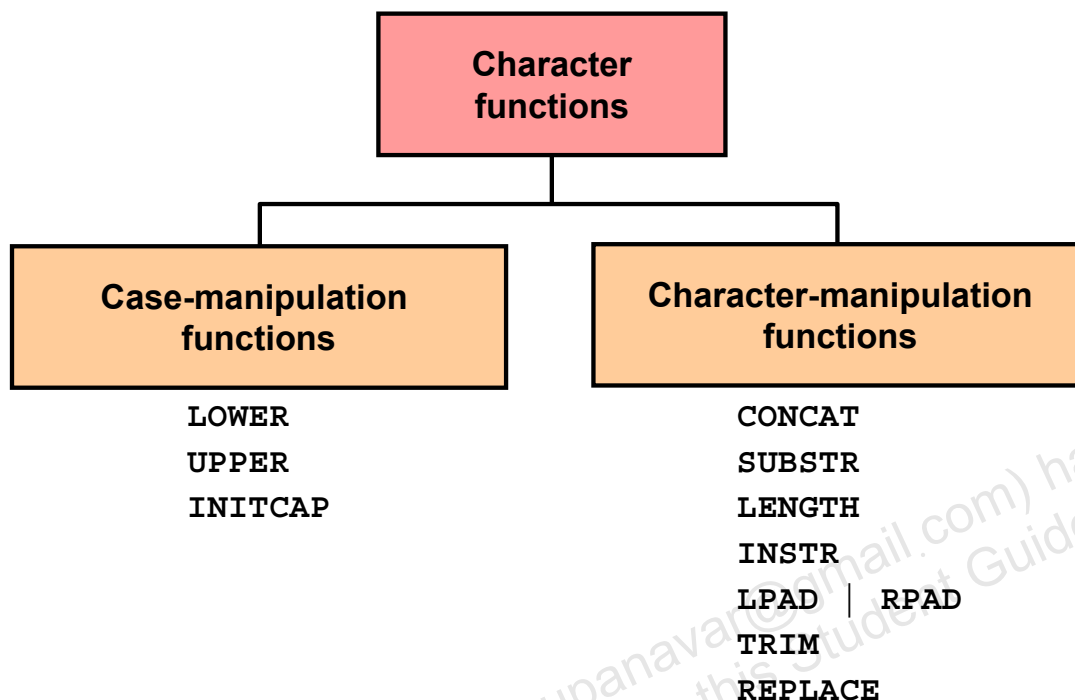 Character
functions
Case-manipulation
functions
Character-manipulation
functions
LOWER
UPPER
INITCAP
CONCAT
SUBSTR
LENGTH
INSTR
LPAD | RPAD
TRIM
REPLACE